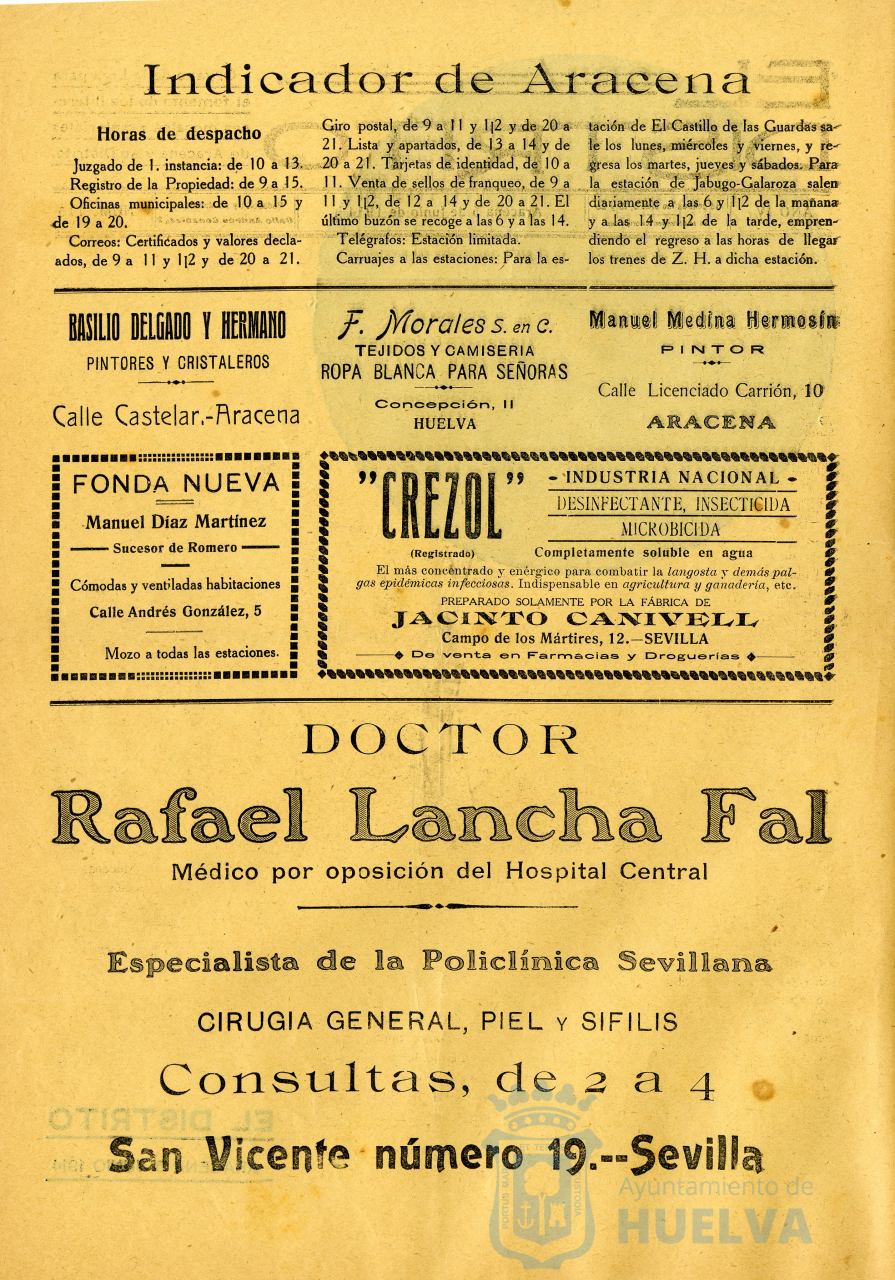 Indicador de Aracena
Horas de despacho
Juzgado de 1. instancia: de 10 a 13.
Registro de la Propiedad: de 9 a 15.
Oficinas municipales: de 10 a 15 y
de 19 a 20.
Correos: Certificados y valores decla-
ados, de 9 a 11 y 1|2 y de 20 a 21.
Giro postal, de 9 a 11 y 1|2 y de 20 a
21. Lista y apartados, de 13 a 14 y de
20 a 21. Tarjetas de identidad, de 10 a
11. Venta de sellos de franqueo, de 9 a
11 y 1|2, de 12 a 14 y de 20 a 21. El
último buzón se recoge a las 6 y a las 14.
Telégrafos: Estación limitada.
Carruajes a las estaciones: Para la es-
tación de El Castillo de las Guardas sa-
le los lunes, miércoles y viernes, y re-
gresa los martes, jueves y sábados. Para
la estación de Jabugo-Galaroza salen
diariamente a las 6 y 1|2 de la mañana
y a las 14 y 1|2 de la tarde, empren-
diendo el regreso a las horas de llegar
los trenes de Z. H. a dicha estación.
BASILIO DELGADO Y HERMANO
PINTORES Y CRISTALEROS
Calle Castelar.-Aracena
F. Morales S. en C.
TEJIDOS Y CAMISERIA
ROPA BLANCA PARA SEÑORAS
Concepción, 11
HUELVA
Manuel Medina Hermosín
PINTOR
Calle Licenciado Carrión, 10
ARACENA
FONDA NUEVA
Manuel Díaz Martínez
Sucesor de Romero
Cómodas y ventiladas habitaciones
Calle Andrés González, 5
Mozo a todas las estaciones.
"CREZOL"
(Registrado)
- INDUSTRIA NACIONAL -
DESINFECTANTE, INSECTICIDA
MICROBICIDA
Completamente soluble en agua
El más concentrado y enérgico para combatir la langosta y demás pal-
gas epidémicas infecciosas. Indispensable en agricultura y ganadería, etc.
PREPARADO SOLAMENTE POR LA FÁBRICA DE
JACINTO CANIVELL
Campo de los Mártires, 12.—SEVILLA
De venta en Farmacias y Droguerías
DOCTOR
Rafael Lancha Fal
Médico por oposición del Hospital Central
Especialista de la Policlínica Sevillana
CIRUGIA GENERAL, PIEL Y SIFILIS
Consultas, de 2 a 4
San Vicente número 19.--Sevilla
Ayuntamiento de
HUELVA